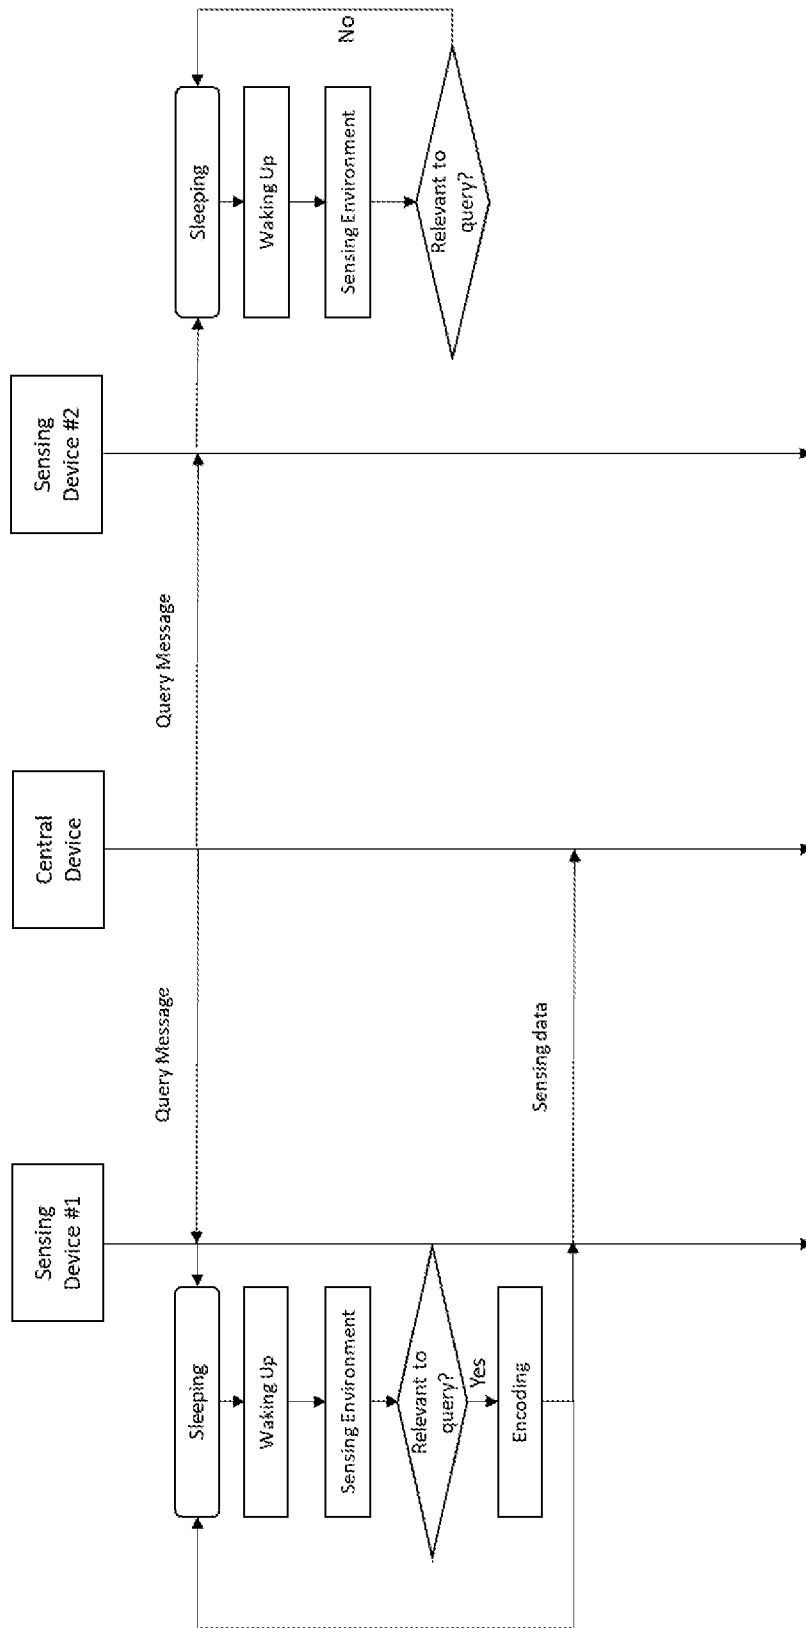 Sensing
Device #1
Central
Device
Sensing
Device #2
Query Message
Query Message
Sleeping
Waking Up
Sensing Environment
Relevant to
query?
Yes
Encoding
Sensing data
Sleeping
Waking Up
Sensing Environment
Relevant to
query?
No